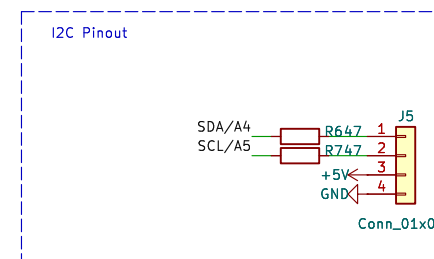 I2C Pinout
J5
SDA/A4 R647 1
SCL/A5 R747 2
+5V 3
GND 4
Conn_01x0